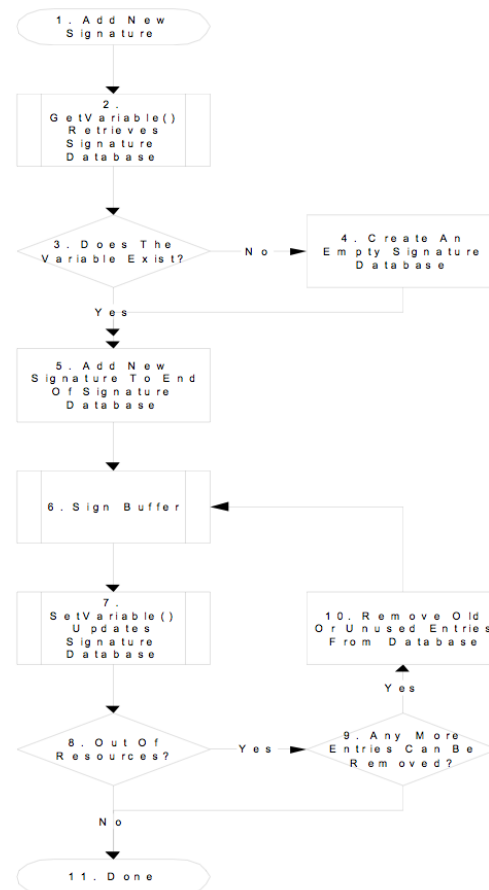 1. Add New
Signature
2.
GetVariable()
Retrieves
Signature
Database
3. Does The
Variable Exist?
No
4. Create An
Empty Signature
Database
Yes
5. Add New
Signature To End
Of Signature
Database
6. Sign Buffer
7.
SetVariable()
Updates
Signature
Database
10. Remove Old
Or Unused Entries
From Database
Yes
8. Out Of
Resources?
Yes
9. Any More
Entries Can Be
Removed?
No
11. Done